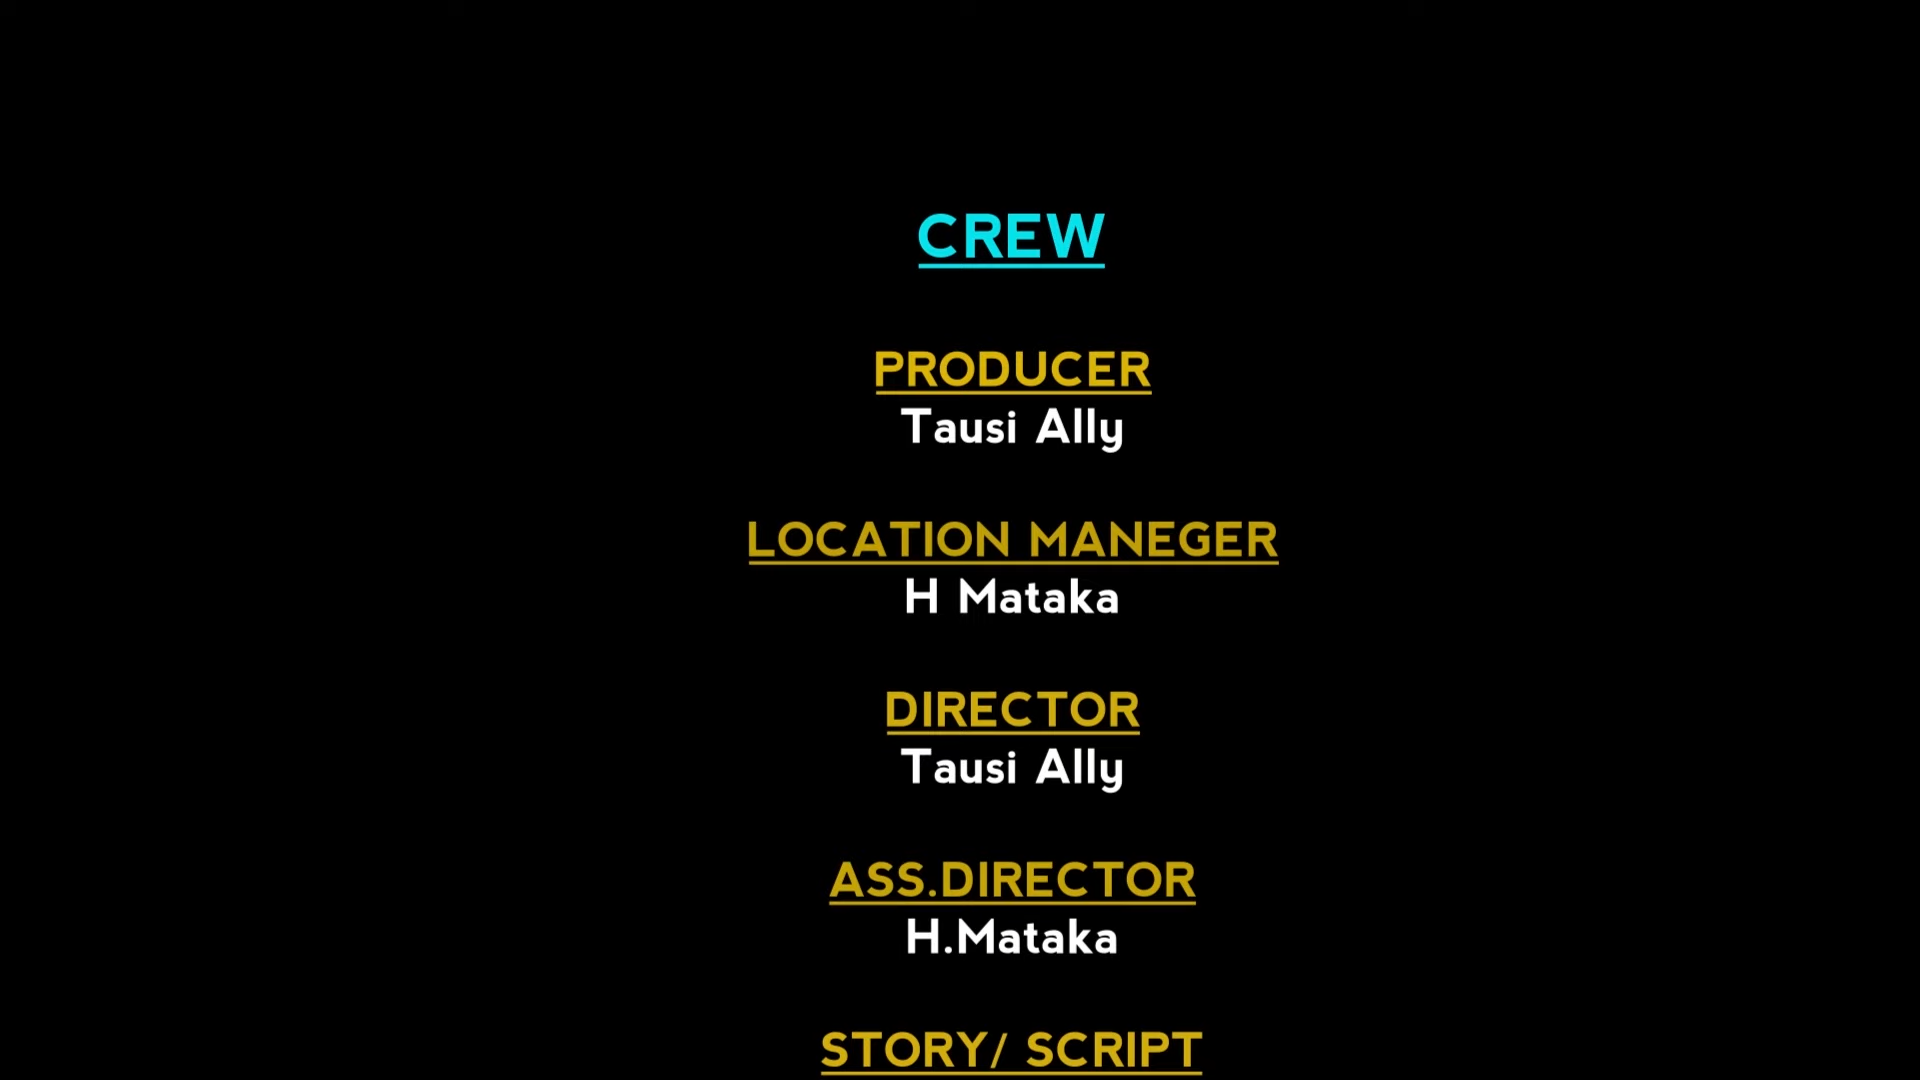 CREW
PRODUCER
Tausi Ally
LOCATION MANEGER
H Mataka
DIRECTOR
Tausi Ally
ASS.DIRECTOR
H.Mataka
STORY/ SCRIPT